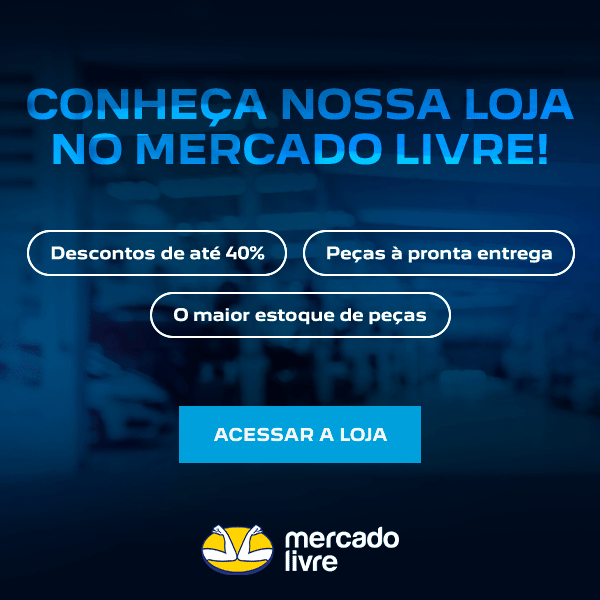 CONHEÇA NOSSA LOJA
NO MERCADO LIVRE!
Descontos de até 40%
Peças à pronta entrega
O maior estoque de peças
ACESSAR A LOJA
mercado
livre